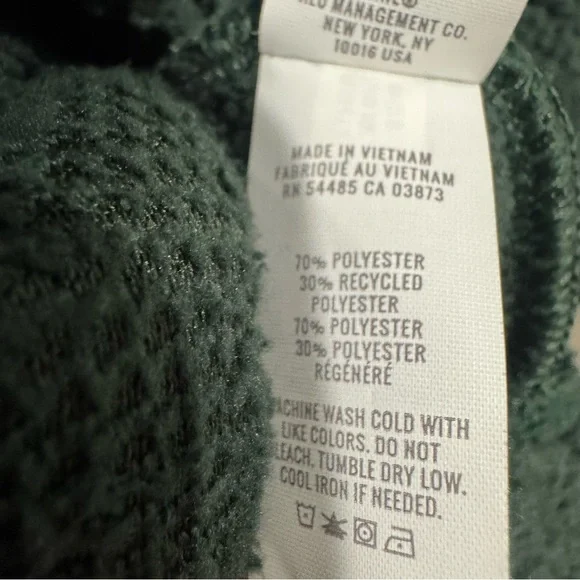 MANAGEMENT CO.
NEW YORK, NY
10016 USA
MADE IN VIETNAM
FABRIQUÉ AU VIETNAM
RN 54485 CA 03873
70% POLYESTER
30% RECYCLED
POLYESTER
70% POLYESTER
30% POLYESTER
RÉGÉNÉRÉ
ACHINE WASH COLD WITH
LIKE COLORS. DO NOT
LEACH. TUMBLE DRY LOW.
COOL IRON IF NEEDED.